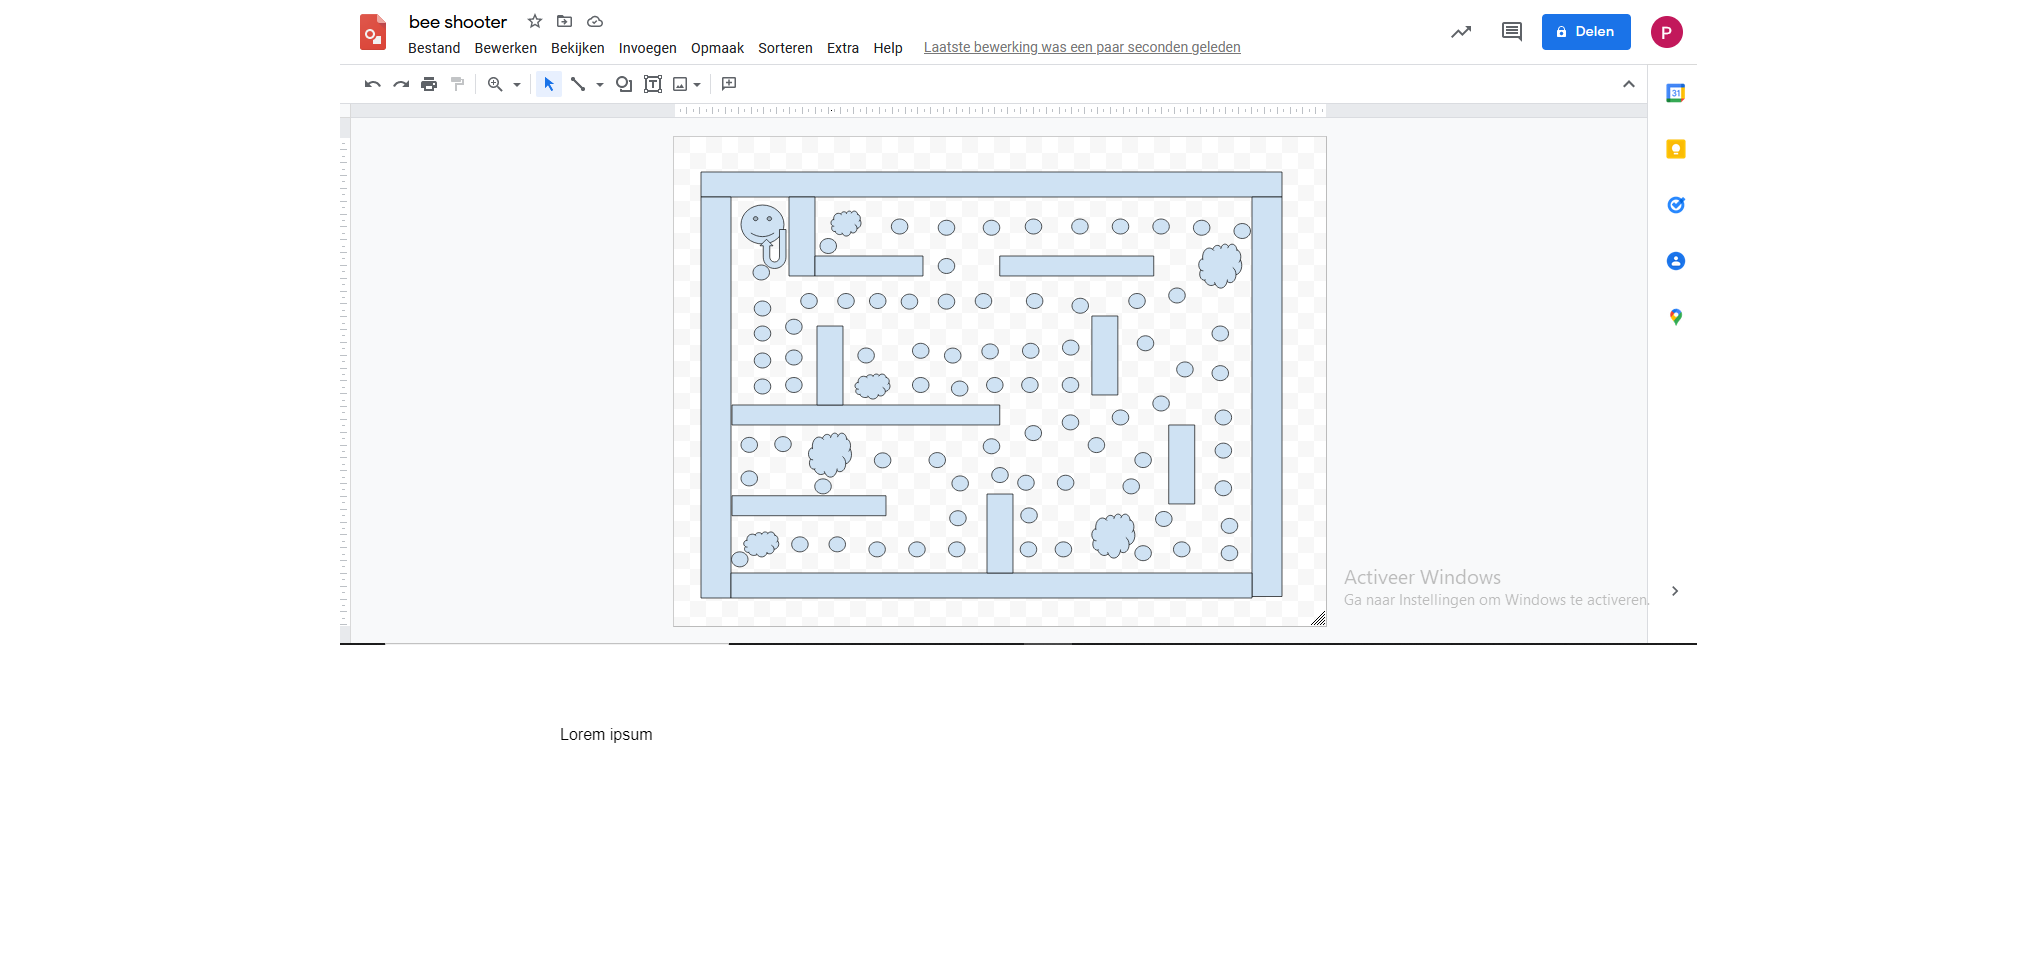 bee shooter
Bestand Bewerken Bekijken Invoegen Opmaak Sorteren Extra Help Laatste bewerking was een paar seconden geleden
Delen
P
31
Activeer Windows
Ga naar Instellingen om Windows te activeren.
Lorem ipsum